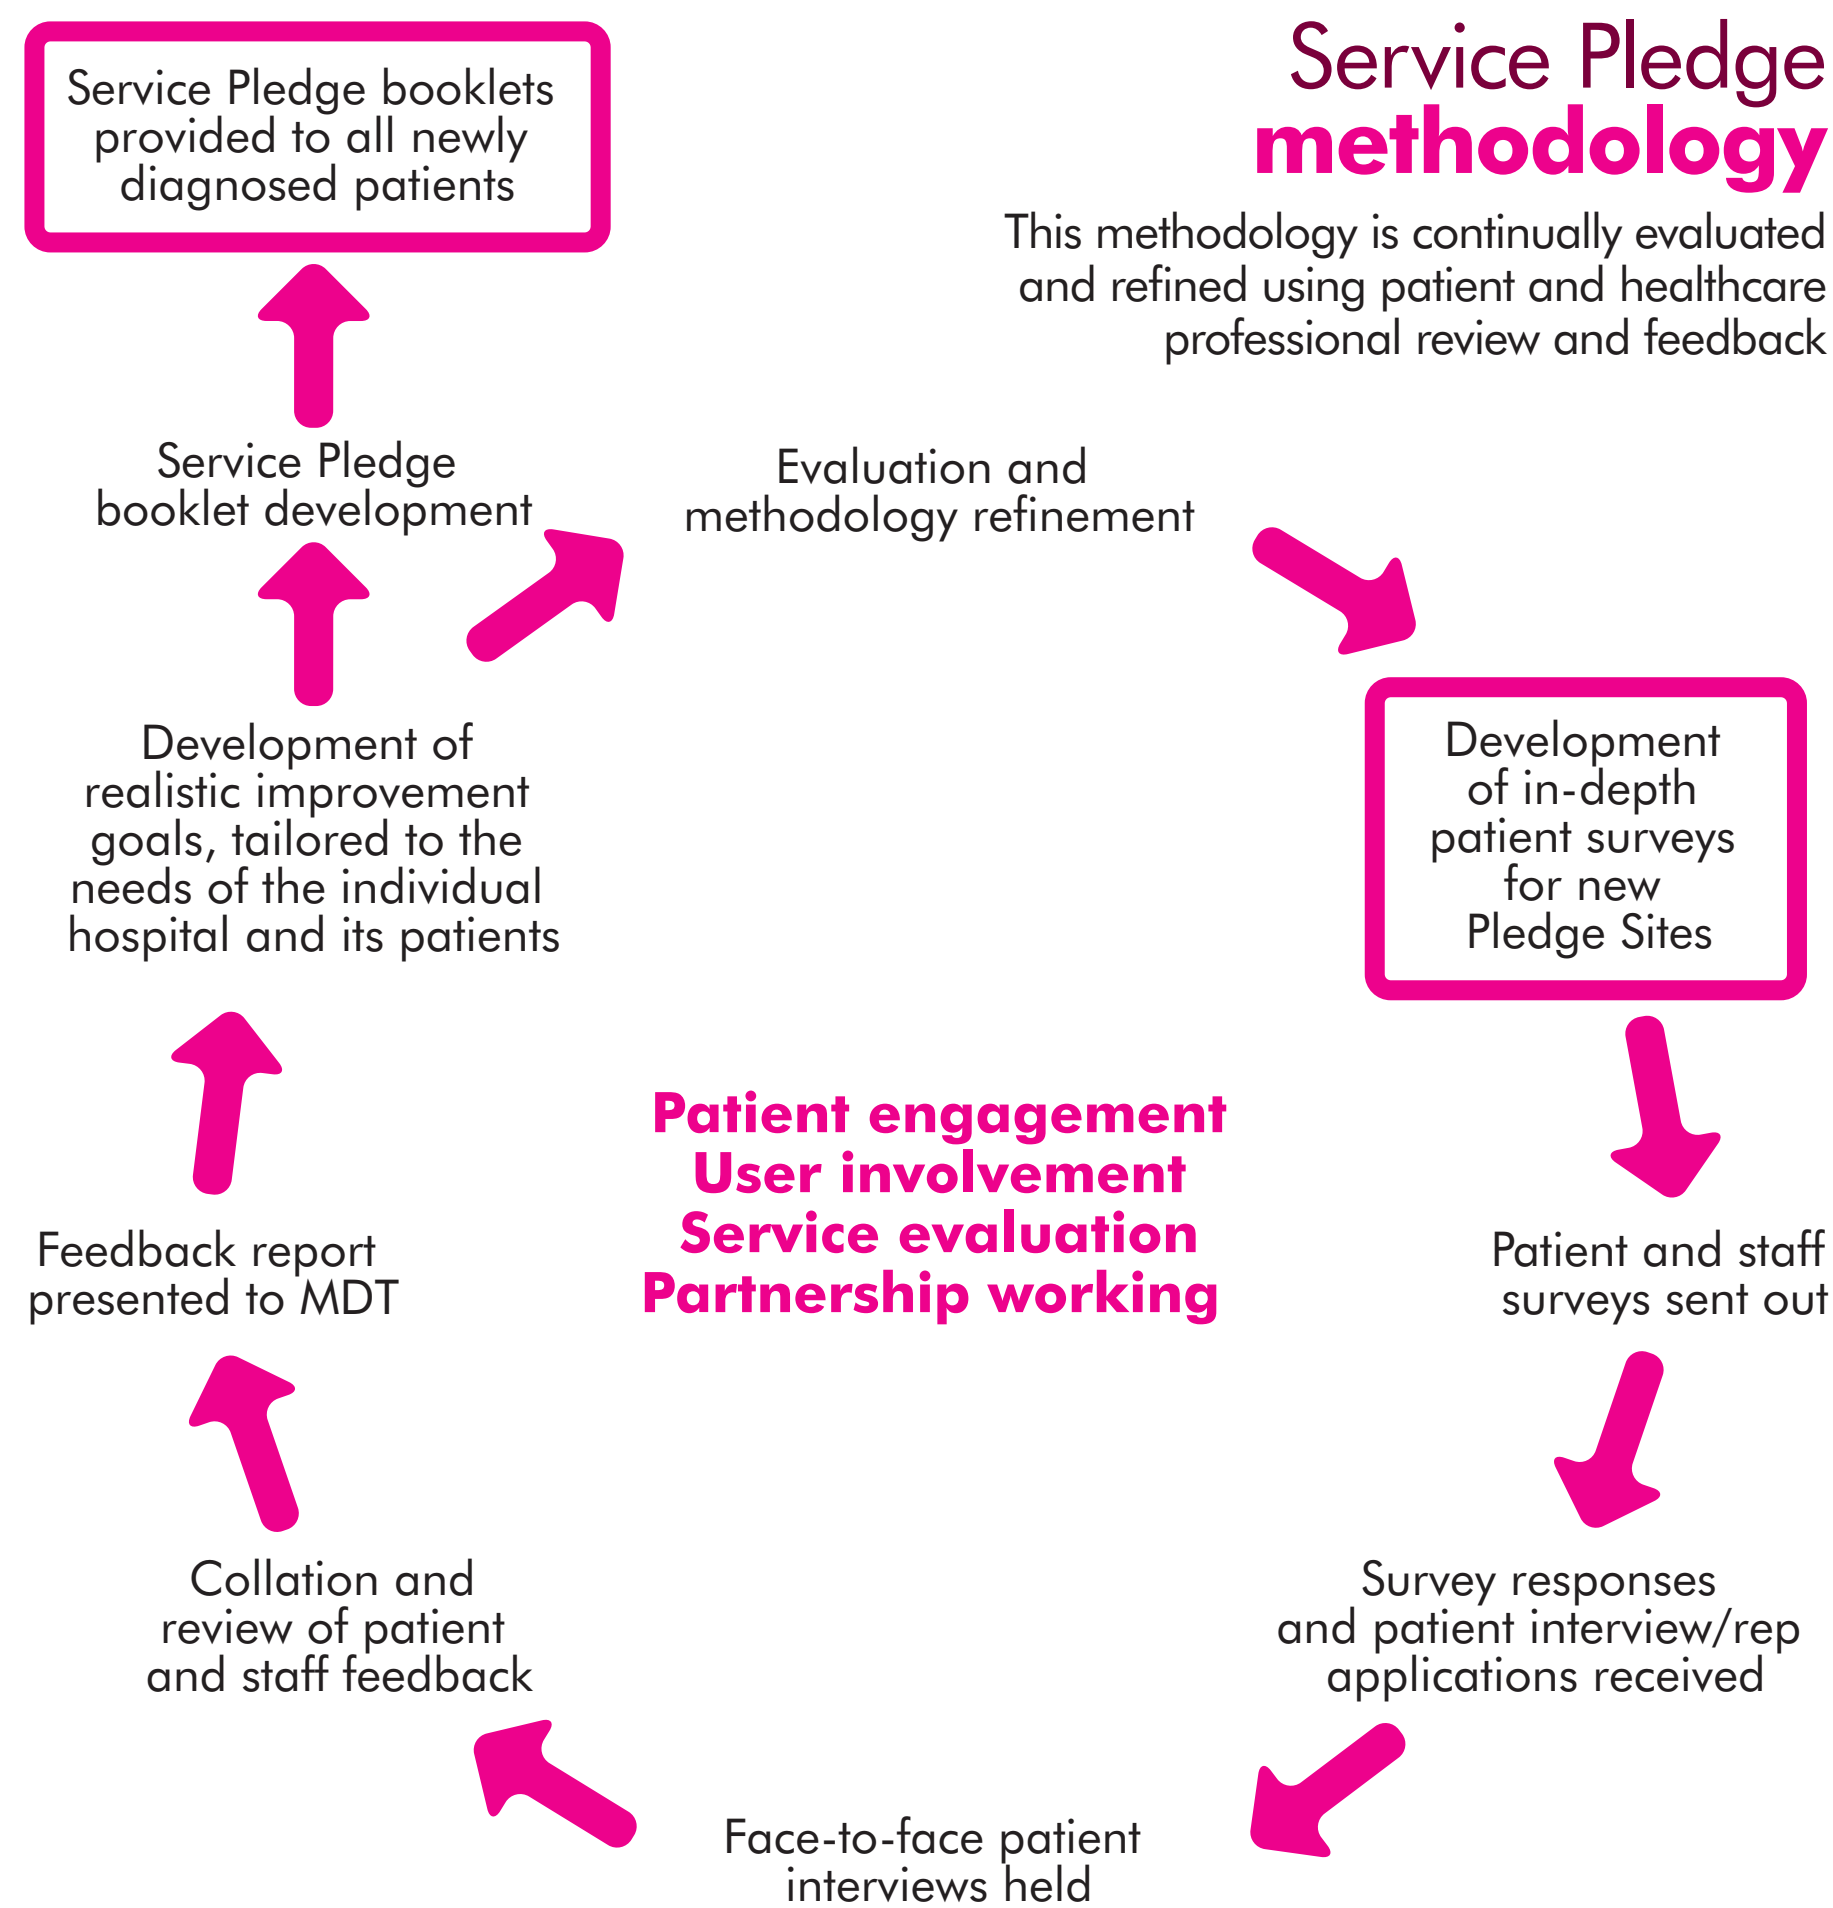 Service Pledge
methodology
This methodology is continually evaluated
and refined using patient and healthcare
professional review and feedback
Service Pledge booklets
provided to all newly
diagnosed patients
Service Pledge
booklet development
Evaluation and
methodology refinement
Development of
realistic improvement
goals, tailored to the
needs of the individual
hospital and its patients
Development
of in-depth
patient surveys
for new
Pledge Sites
Patient engagement
User involvement
Service evaluation
Partnership working
Feedback report
presented to MDT
Patient and staff
surveys sent out
Collation and
review of patient
and staff feedback
Survey responses
and patient interview/rep
applications received
Face-to-face patient
interviews held